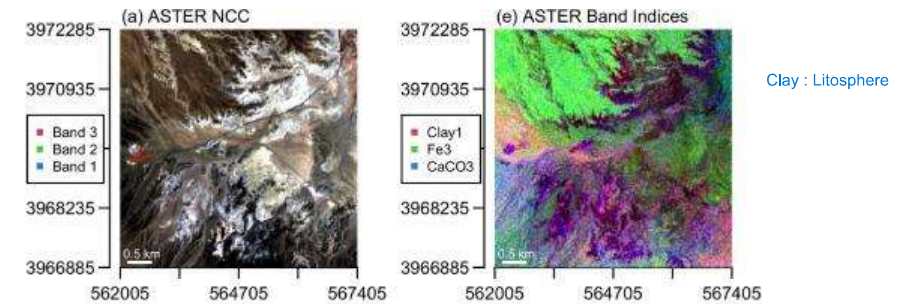 (a) ASTER NCC
3972285
3970935
Band 3
Band 2
Band 1
3968235
3966885
0.5 km
562005
564705
567405
(e) ASTER Band Indices
3972285
3970935
Clay1
Fe3
CaCO3
3968235
3966885
0.5 km
562005
564705
567405
Clay : Litosphere